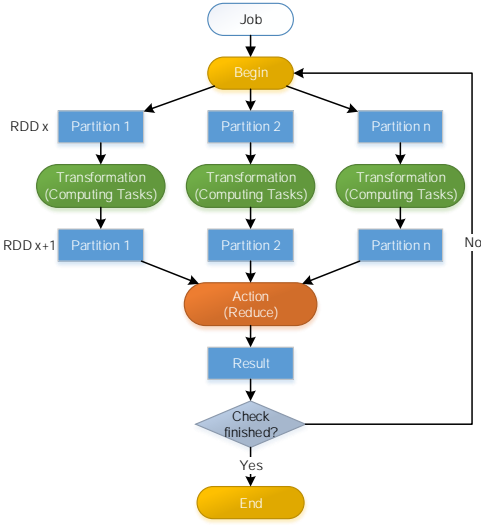 Job
Begin
RDD x
Partition 1
Partition 2
Partition n
Transformation
(Computing Tasks)
Transformation
(Computing Tasks)
Transformation
(Computing Tasks)
RDD x+1
Partition 1
Partition 2
Partition n
No
Action
(Reduce)
Result
Check
finished?
Yes
End